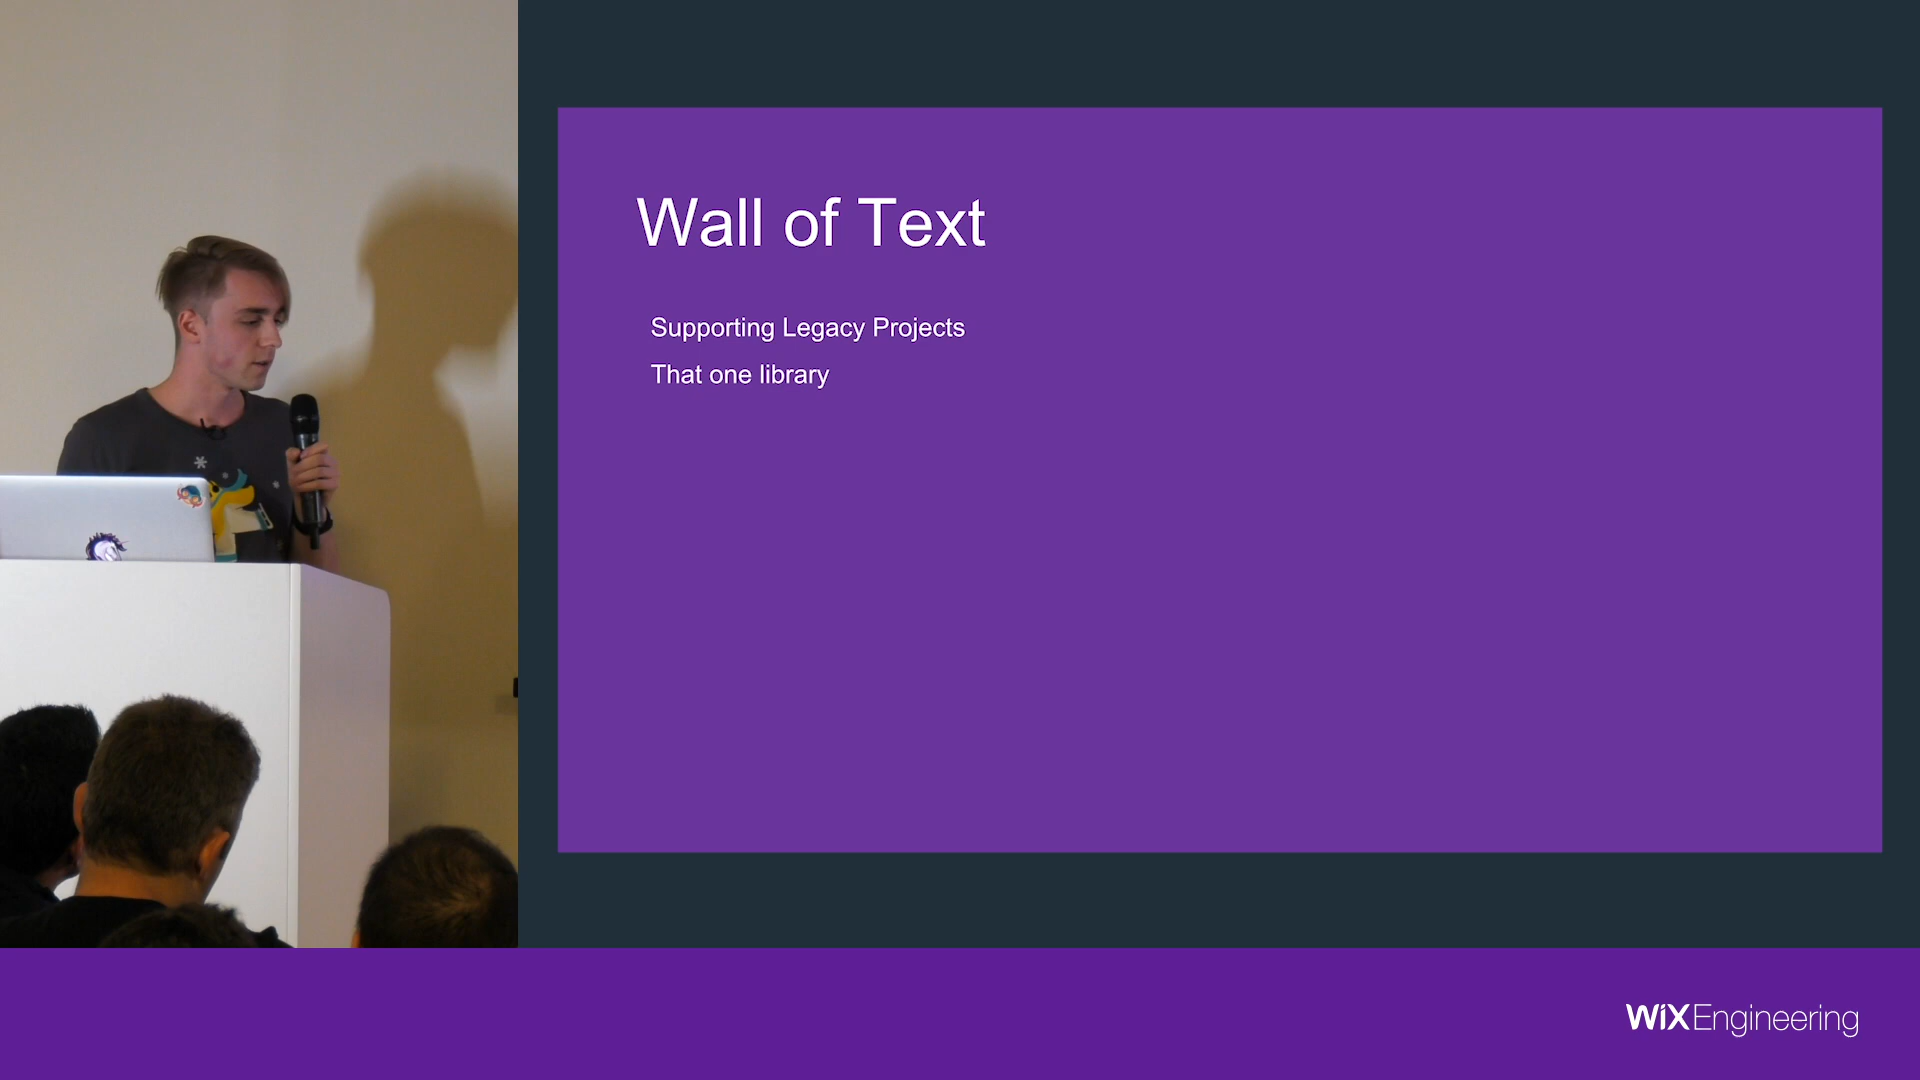 Wall of Text
Supporting Legacy Projects
That one library
WiX Engineering